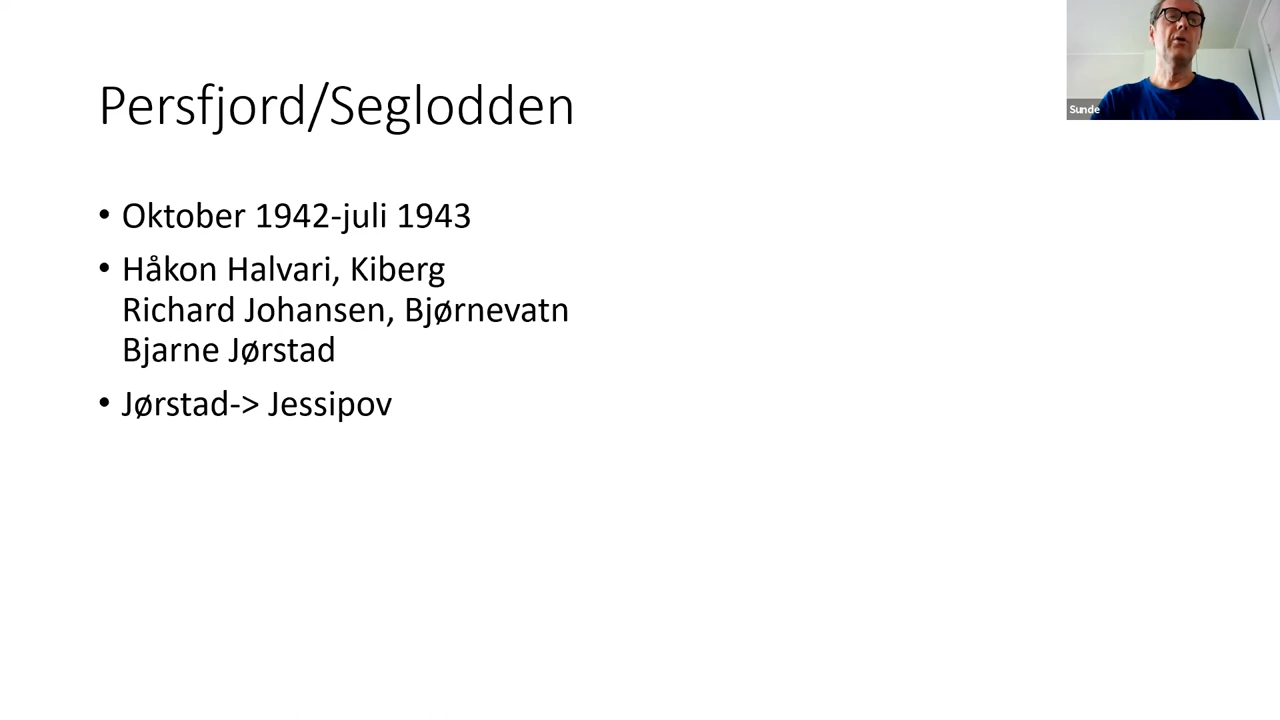 Persfjord/Seglodden
Sunde
• Oktober 1942-juli 1943
• Håkon Halvari, Kiberg
Richard Johansen, Bjørnevatn
Bjarne Jørstad
• Jørstad-> Jessipov